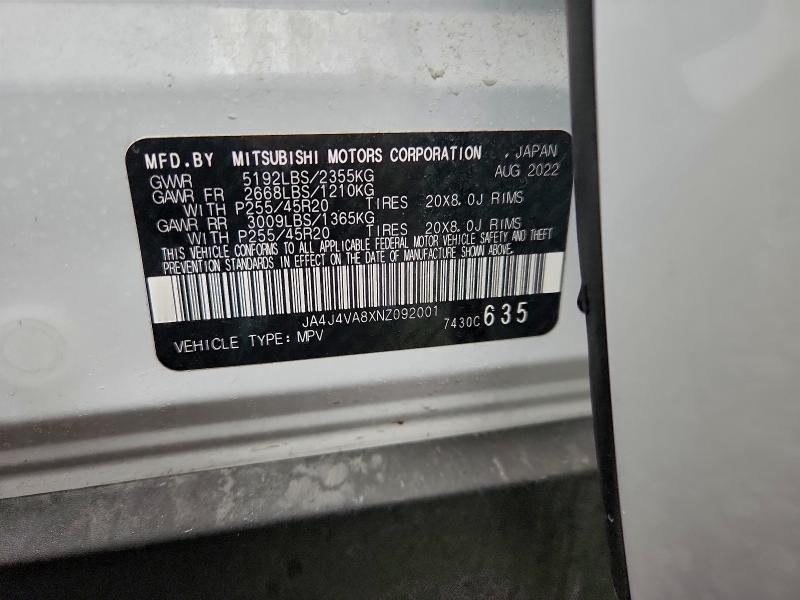 MFD.BY MITSUBISHI MOTORS CORPORATION , JAPAN
GVWR 5192LBS/2355KG AUG 2022
GAWR FR 2668LBS/1210KG
WITH P255/45R20 TIRES 20X8.0J RIMS
GAWR RR 3009LBS/1365KG
WITH P255/45R20 TIRES 20X8.0J RIMS
THIS VEHICLE CONFORMS TO ALL APPLICABLE FEDERAL MOTOR VEHICLE SAFETY AND THEFT
PREVENTION STANDARDS IN EFFECT ON THE DATE OF MANUFACTURE SHOWN ABOVE.
JA4J4VA8XNZ092001 7430C 635
VEHICLE TYPE: MPV